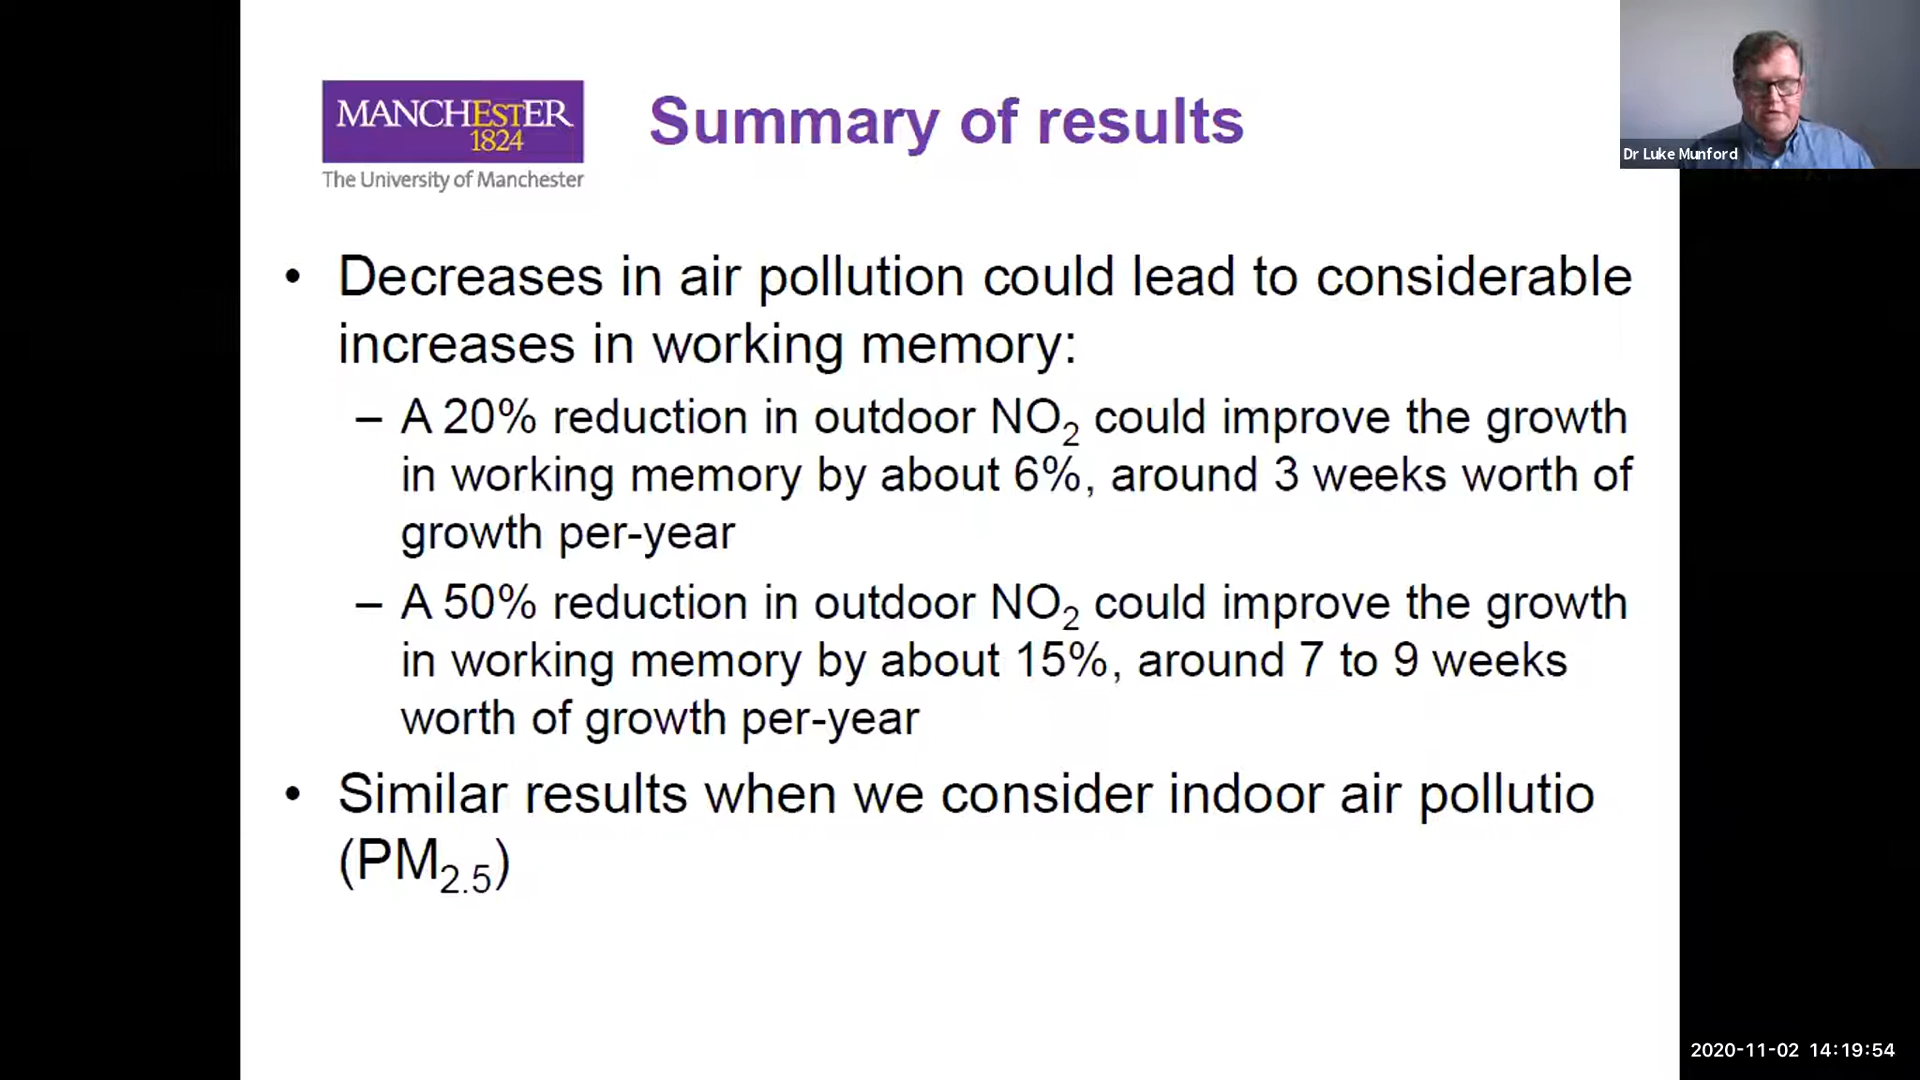 MANCHESTER
1824
The University of Manchester
Summary of results
Dr Luke Munford
• Decreases in air pollution could lead to considerable
increases in working memory:
– A 20% reduction in outdoor NO₂ could improve the growth
in working memory by about 6%, around 3 weeks worth of
growth per-year
– A 50% reduction in outdoor NO₂ could improve the growth
in working memory by about 15%, around 7 to 9 weeks
worth of growth per-year
• Similar results when we consider indoor air pollutio
(PM₂.₅)
2020-11-02 14:19:54